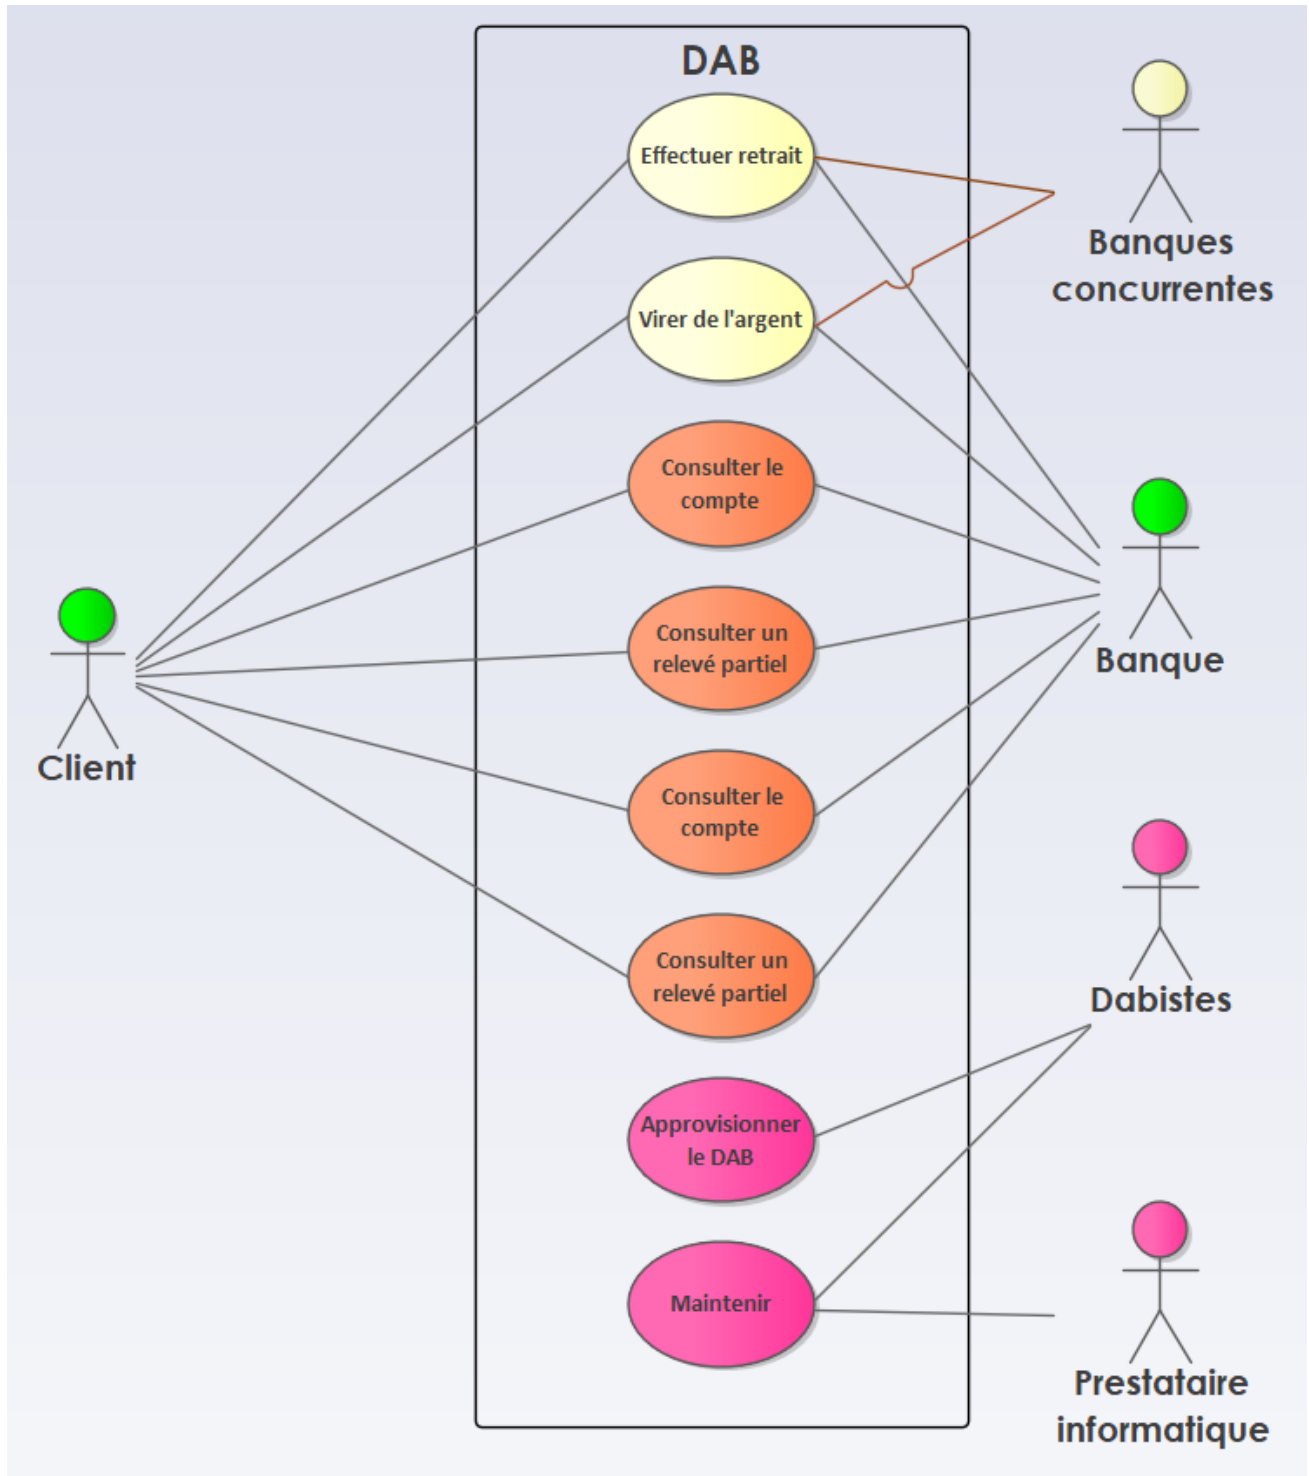 DAB
Effectuer retrait
Banques
concurrentes
Virer de l'argent
Consulter le
compte
Consulter un
relevé partiel
Banque
Client
Consulter le
compte
Consulter un
relevé partiel
Dabistes
Approvisionner
le DAB
Maintenir
Prestataire
informatique